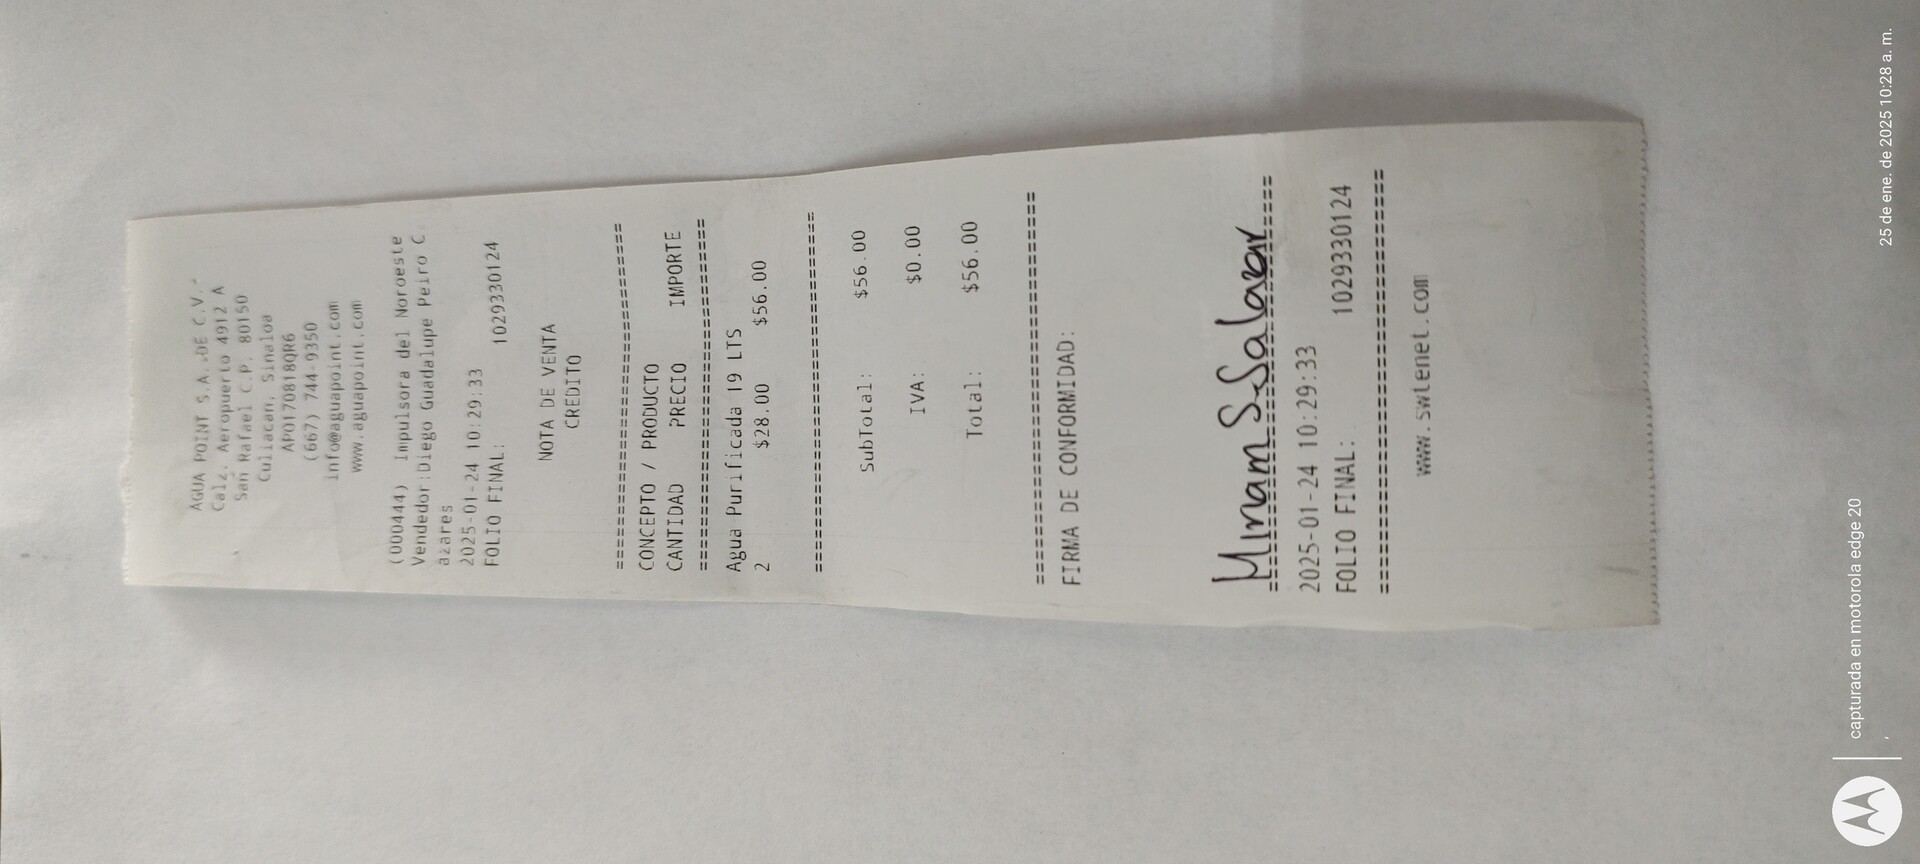 AGUA POINT S.A. DE C.V.
Calz. Aeropuerto 4912 A
San Rafael C.P. 80150
Culiacan, Sinaloa
APO170818QR6
(667) 744-9350
info@aguapoint.com
www.aguapoint.com
(000444) Impulsora del Noroeste
Vendedor:Diego Guadalupe Peiro C
azares
2025-01-24 10:29:33
FOLIO FINAL: 1029330124
NOTA DE VENTA
CREDITO
================================
CONCEPTO / PRODUCTO
CANTIDAD PRECIO IMPORTE
================================
Agua Purificada 19 LTS
2 $28.00 $56.00
================================
SubTotal: $56.00
IVA: $0.00
Total: $56.00
================================
FIRMA DE CONFORMIDAD:
Miriam S. Salazar
================================
2025-01-24 10:29:33
FOLIO FINAL: 1029330124
================================
www.swtenet.com
capturada en motorola edge 20
,
25 de ene. de 2025 10:28 a. m.